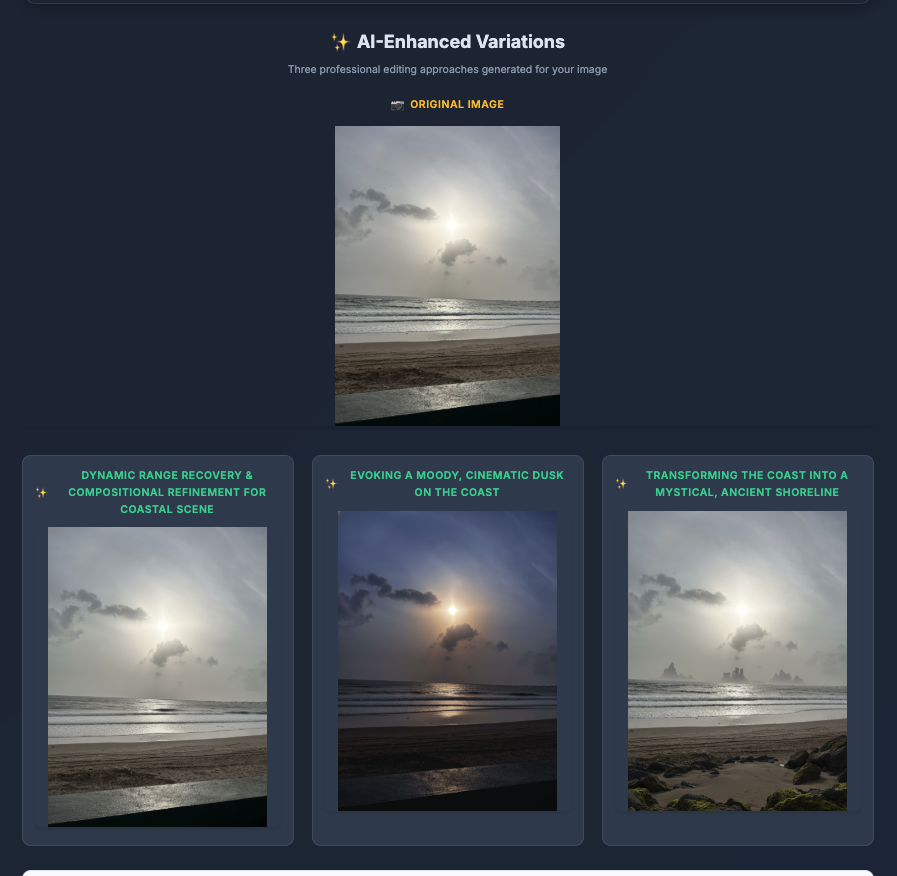 ✨ AI-Enhanced Variations
Three professional editing approaches generated for your image
📷 ORIGINAL IMAGE
✨ DYNAMIC RANGE RECOVERY &
COMPOSITIONAL REFINEMENT FOR
COASTAL SCENE
✨ EVOKING A MOODY, CINEMATIC DUSK
ON THE COAST
✨ TRANSFORMING THE COAST INTO A
MYSTICAL, ANCIENT SHORELINE